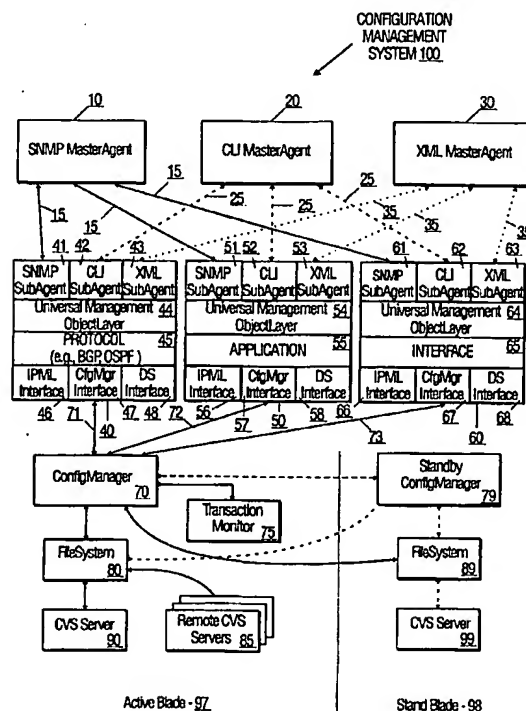 CONFIGURATION
MANAGEMENT
SYSTEM 100
10
20
30
SNMP MasterAgent
CLI MasterAgent
XML MasterAgent
15
25
25
15
15
25
35
35
41
42
43
51
52
53
61
62
63
SNMP SubAgent
CLI SubAgent
XML SubAgent
SNMP SubAgent
CLI SubAgent
XML SubAgent
SNMP SubAgent
CLI SubAgent
XML SubAgent
Universal Management ObjectLayer 44
Universal Management ObjectLayer 54
Universal Management ObjectLayer 64
PROTOCOL 45
(e.g., BGP, OSPF)
APPLICATION 55
INTERFACE 65
IPML Interface
CfgMgr Interface
DS Interface
IPML Interface
CfgMgr Interface
DS Interface
IPML Interface
CfgMgr Interface
DS Interface
46
71
40
47
48
72
56
57
50
58
66
67
60
68
73
ConfigManager
70
Standby
ConfigManager
79
Transaction
Monitor 75
FileSystem
80
FileSystem
89
CVS Server
90
Remote CVS
Servers 85
CVS Server
99
Active Blade - 97
Stand Blade - 98